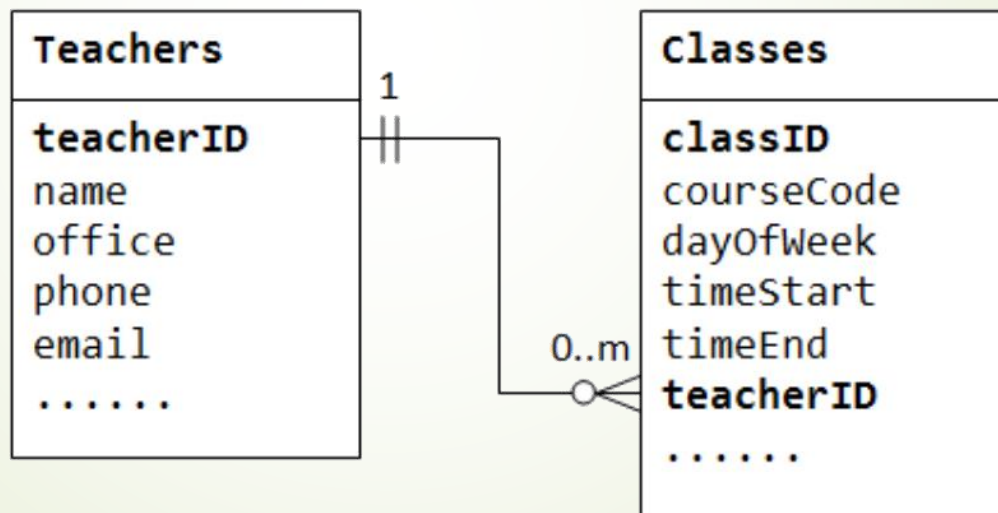 Teachers
teacherID
name
office
phone
email
......
1
0..m
Classes
classID
courseCode
dayOfWeek
timeStart
timeEnd
teacherID
......